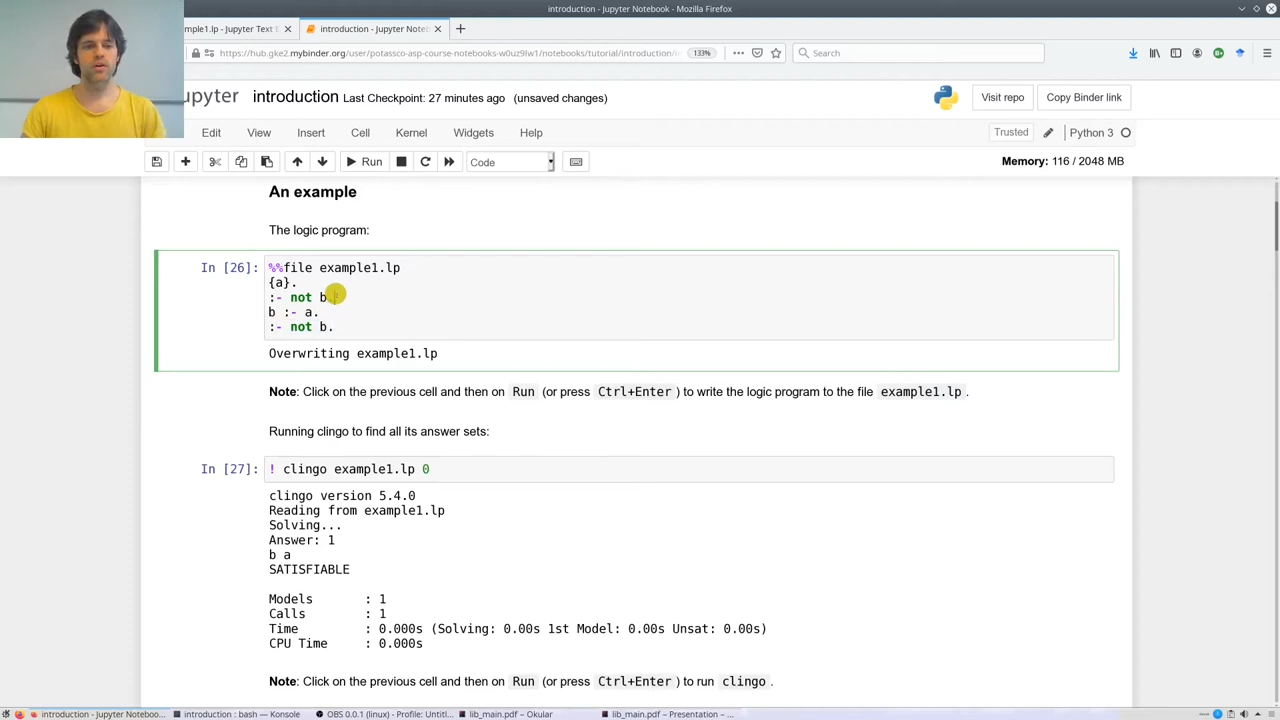 introduction - Jupyter Notebook - Mozilla Firefox
mple1.lp - Jupyter Text E
introduction - Jupyter Noteb
https://hub.gke2.mybinder.org/user/potassco-asp-course-notebooks-w0uz9lw1/notebooks/tutorial/introduction/i
133%
Search
jupyter introduction Last Checkpoint: 27 minutes ago (unsaved changes)
Visit repo
Copy Binder link
Edit View Insert Cell Kernel Widgets Help
Trusted
Python 3
Run
Code
Memory: 116 / 2048 MB
An example
The logic program:
In [26]: %%file example1.lp
{a}.
:- not b.
b :- a.
:- not b.
Overwriting example1.lp
Note: Click on the previous cell and then on Run (or press Ctrl+Enter ) to write the logic program to the file example1.lp .
Running clingo to find all its answer sets:
In [27]: ! clingo example1.lp 0
clingo version 5.4.0
Reading from example1.lp
Solving...
Answer: 1
b a
SATISFIABLE
Models : 1
Calls : 1
Time : 0.000s (Solving: 0.00s 1st Model: 0.00s Unsat: 0.00s)
CPU Time : 0.000s
Note: Click on the previous cell and then on Run (or press Ctrl+Enter ) to run clingo .
introduction - Jupyter Noteboo...
introduction : bash — Konsole
OBS 0.0.1 (linux) - Profile: Untitl...
lib_main.pdf – Okular
lib_main.pdf – Presentation – ...